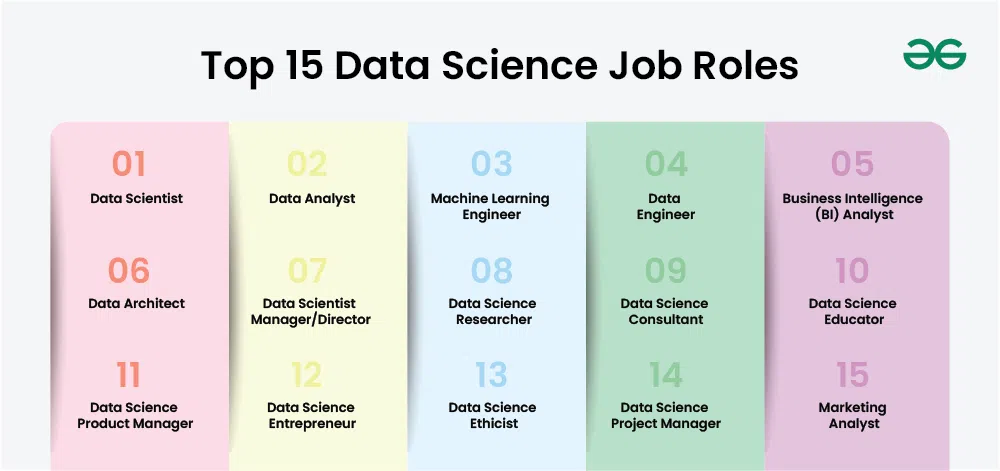 Top 15 Data Science Job Roles
01
Data Scientist
02
Data Analyst
03
Machine Learning
Engineer
04
Data
Engineer
05
Business Intelligence
(BI) Analyst
06
Data Architect
07
Data Scientist
Manager/Director
08
Data Science
Researcher
09
Data Science
Consultant
10
Data Science
Educator
11
Data Science
Product Manager
12
Data Science
Entrepreneur
13
Data Science
Ethicist
14
Data Science
Project Manager
15
Marketing
Analyst